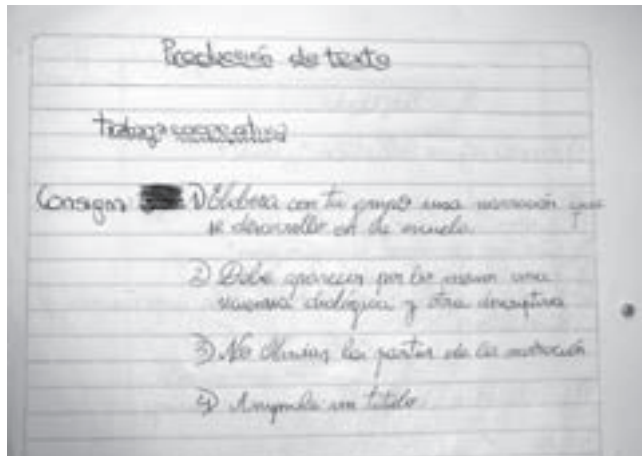 Producción de texto
Trabajo cooperativo
Consigna 1) Elabora con tu grupo una narración que
se desarrolle en la escuela.
2) Debe aparecer por lo menos una
secuencia dialógica y otra descriptiva
3) No olvidar las partes de la narración
4) un título